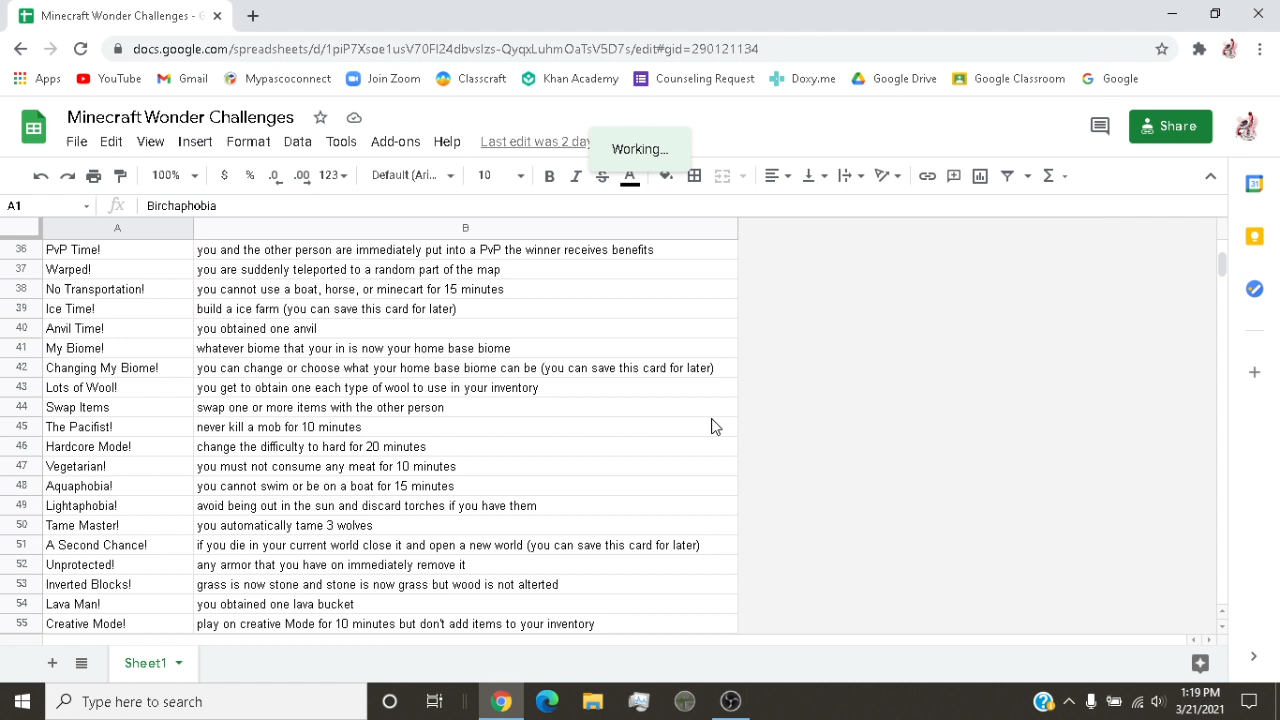 Minecraft Wonder Challenges - G
docs.google.com/spreadsheets/d/1piP7Xsoe1usV70FI24dbvslzs-QyqxLuhmOaTsV5D7s/edit#gid=290121134
Apps YouTube Gmail Mypascoconnect Join Zoom Classcraft Khan Academy Counseling Request Doxy.me Google Drive Google Classroom Google
Minecraft Wonder Challenges
Share
File Edit View Insert Format Data Tools Add-ons Help Last edit was 2 day
Working...
100% $ % .0 .00 123 Default (Ari... 10 B I S A
A1 fx Birchaphobia
A B
36 PvP Time! you and the other person are immediately put into a PvP the winner receives benefits
37 Warped! you are suddenly teleported to a random part of the map
38 No Transportation! you cannot use a boat, horse, or minecart for 15 minutes
39 Ice Time! build a ice farm (you can save this card for later)
40 Anvil Time! you obtained one anvil
41 My Biome! whatever biome that your in is now your home base biome
42 Changing My Biome! you can change or choose what your home base biome can be (you can save this card for later)
43 Lots of Wool! you get to obtain one each type of wool to use in your inventory
44 Swap Items swap one or more items with the other person
45 The Pacifist! never kill a mob for 10 minutes
46 Hardcore Mode! change the difficulty to hard for 20 minutes
47 Vegetarian! you must not consume any meat for 10 minutes
48 Aquaphobia! you cannot swim or be on a boat for 15 minutes
49 Lightaphobia! avoid being out in the sun and discard torches if you have them
50 Tame Master! you automatically tame 3 wolves
51 A Second Chance! if you die in your current world close it and open a new world (you can save this card for later)
52 Unprotected! any armor that you have on immediately remove it
53 Inverted Blocks! grass is now stone and stone is now grass but wood is not alterted
54 Lava Man! you obtained one lava bucket
55 Creative Mode! play on creative Mode for 10 minutes but don't add items to your inventory
Sheet1
Type here to search
1:19 PM
3/21/2021